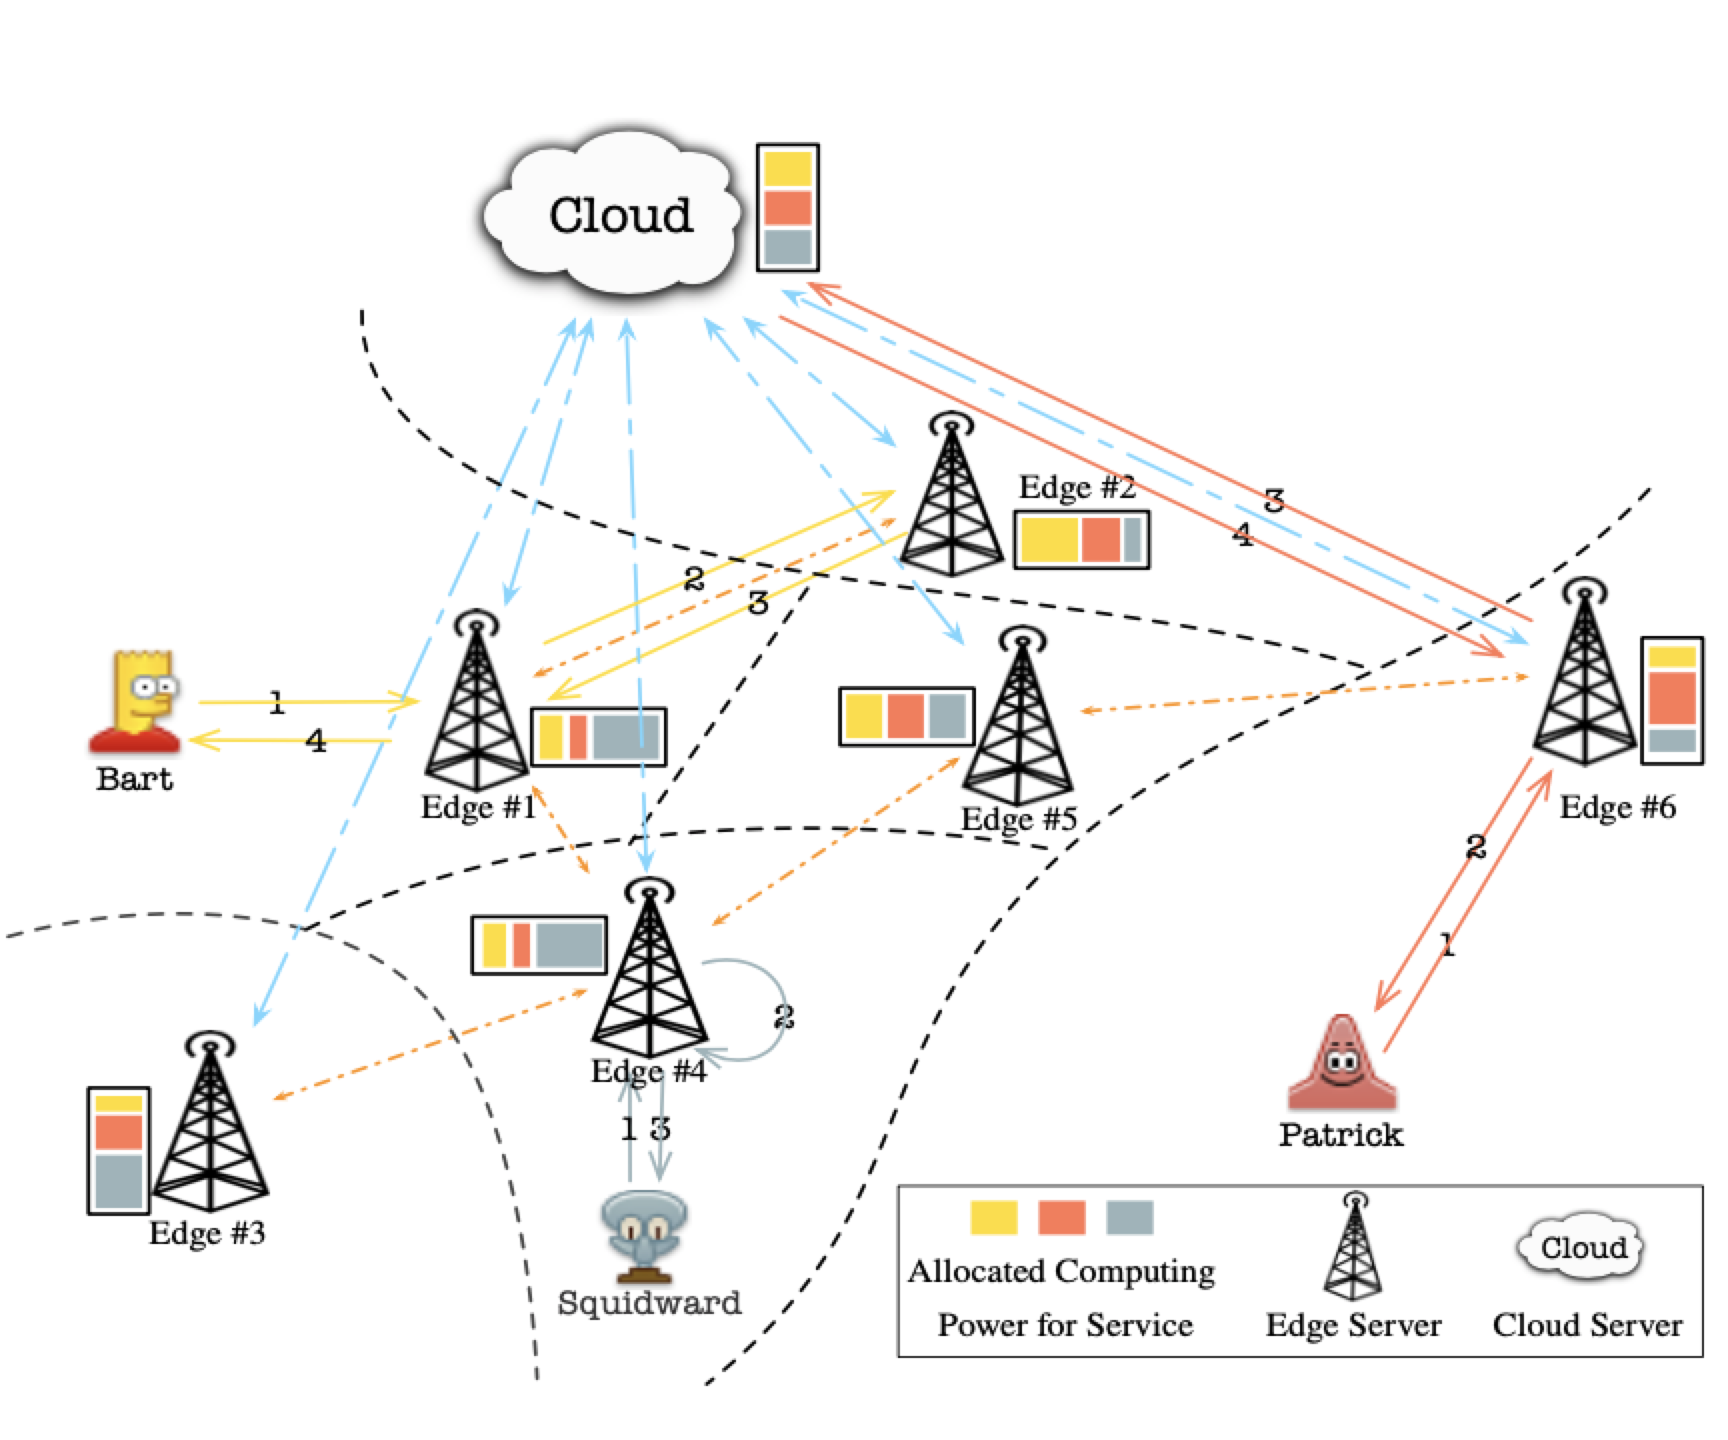 Cloud
Edge #2
3
4
2
3
1
4
Bart
Edge #1
Edge #5
Edge #6
2
1
2
Edge #4
1 3
Edge #3
Squidward
Patrick
Allocated Computing
Power for Service
Edge Server
Cloud
Cloud Server